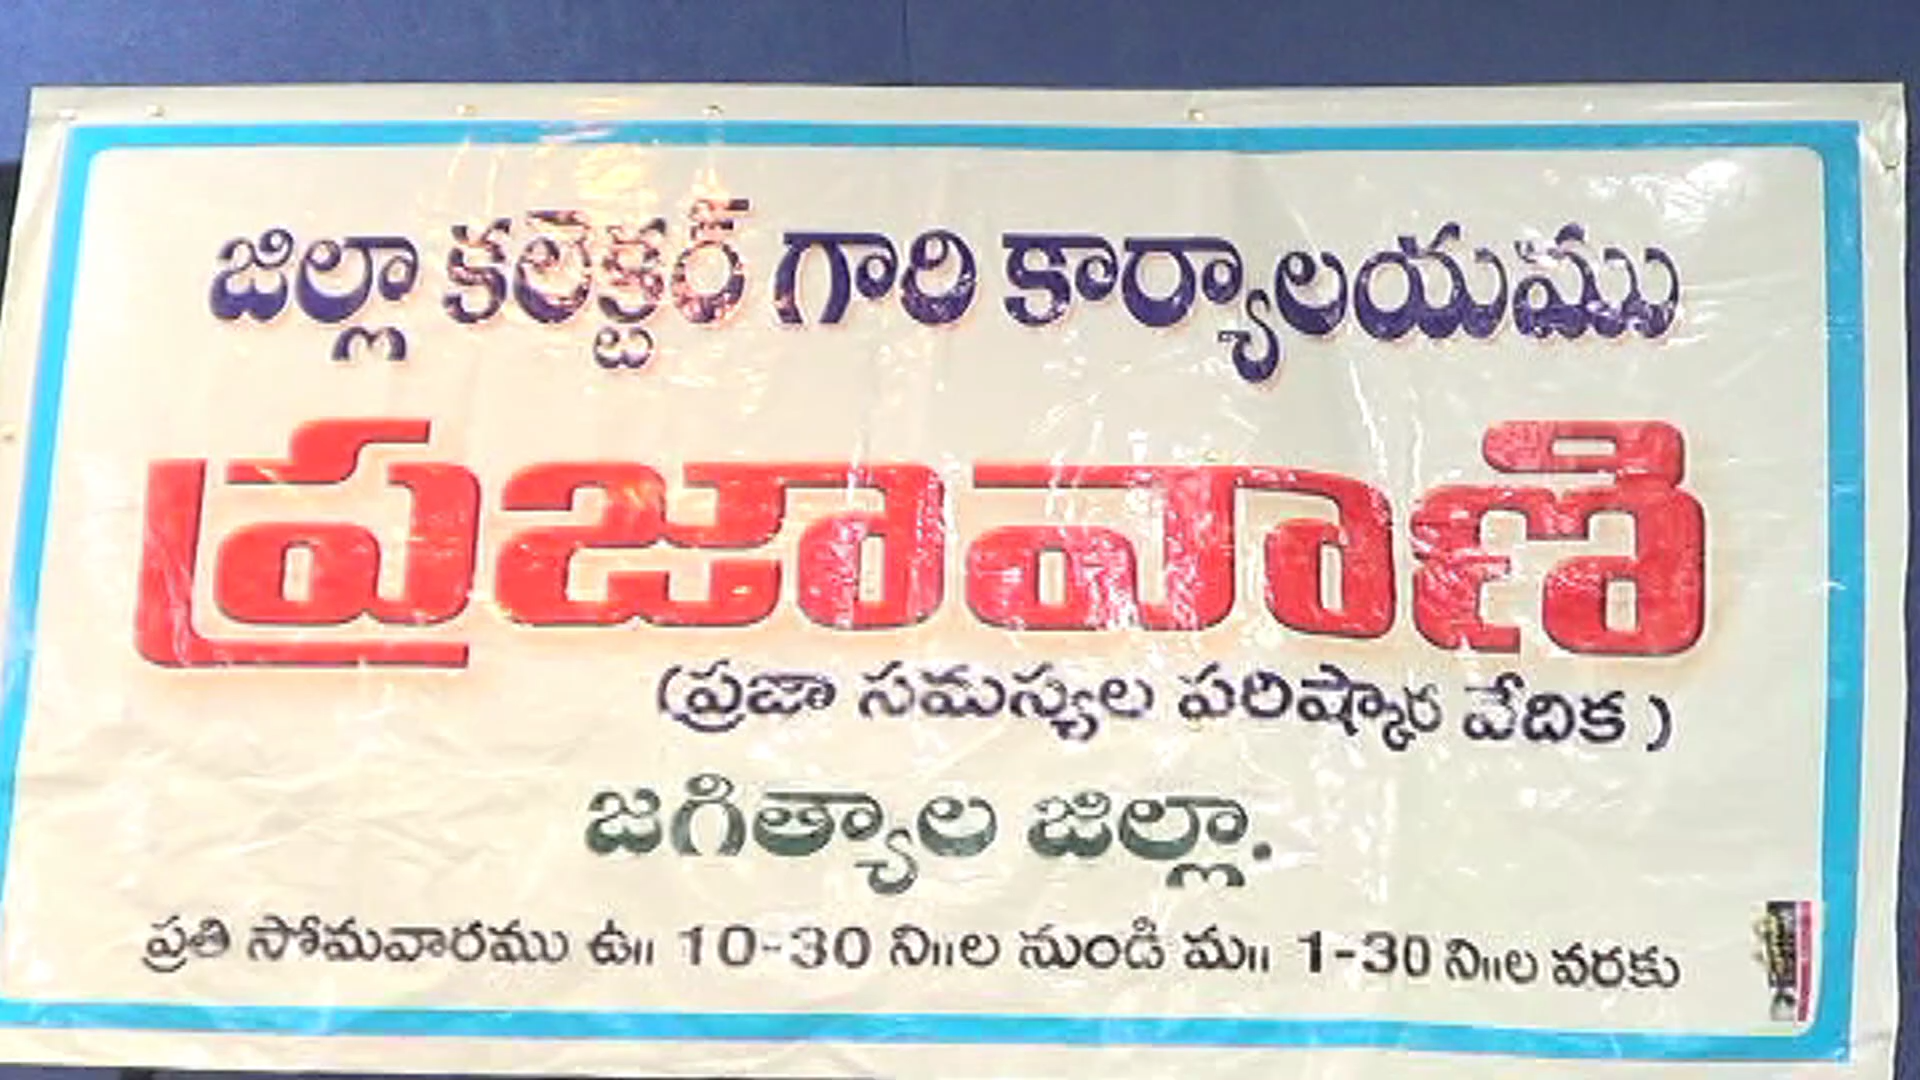 జిల్లా కలెక్టర్ గారి కార్యాలయము
ప్రజావాణి
(ప్రజా సమస్యల పరిష్కార వేదిక)
జగిత్యాల జిల్లా.
ప్రతి సోమవారము ఉ॥ 10-30 ని॥ల నుండి మ॥ 1-30 ని॥ల వరకు